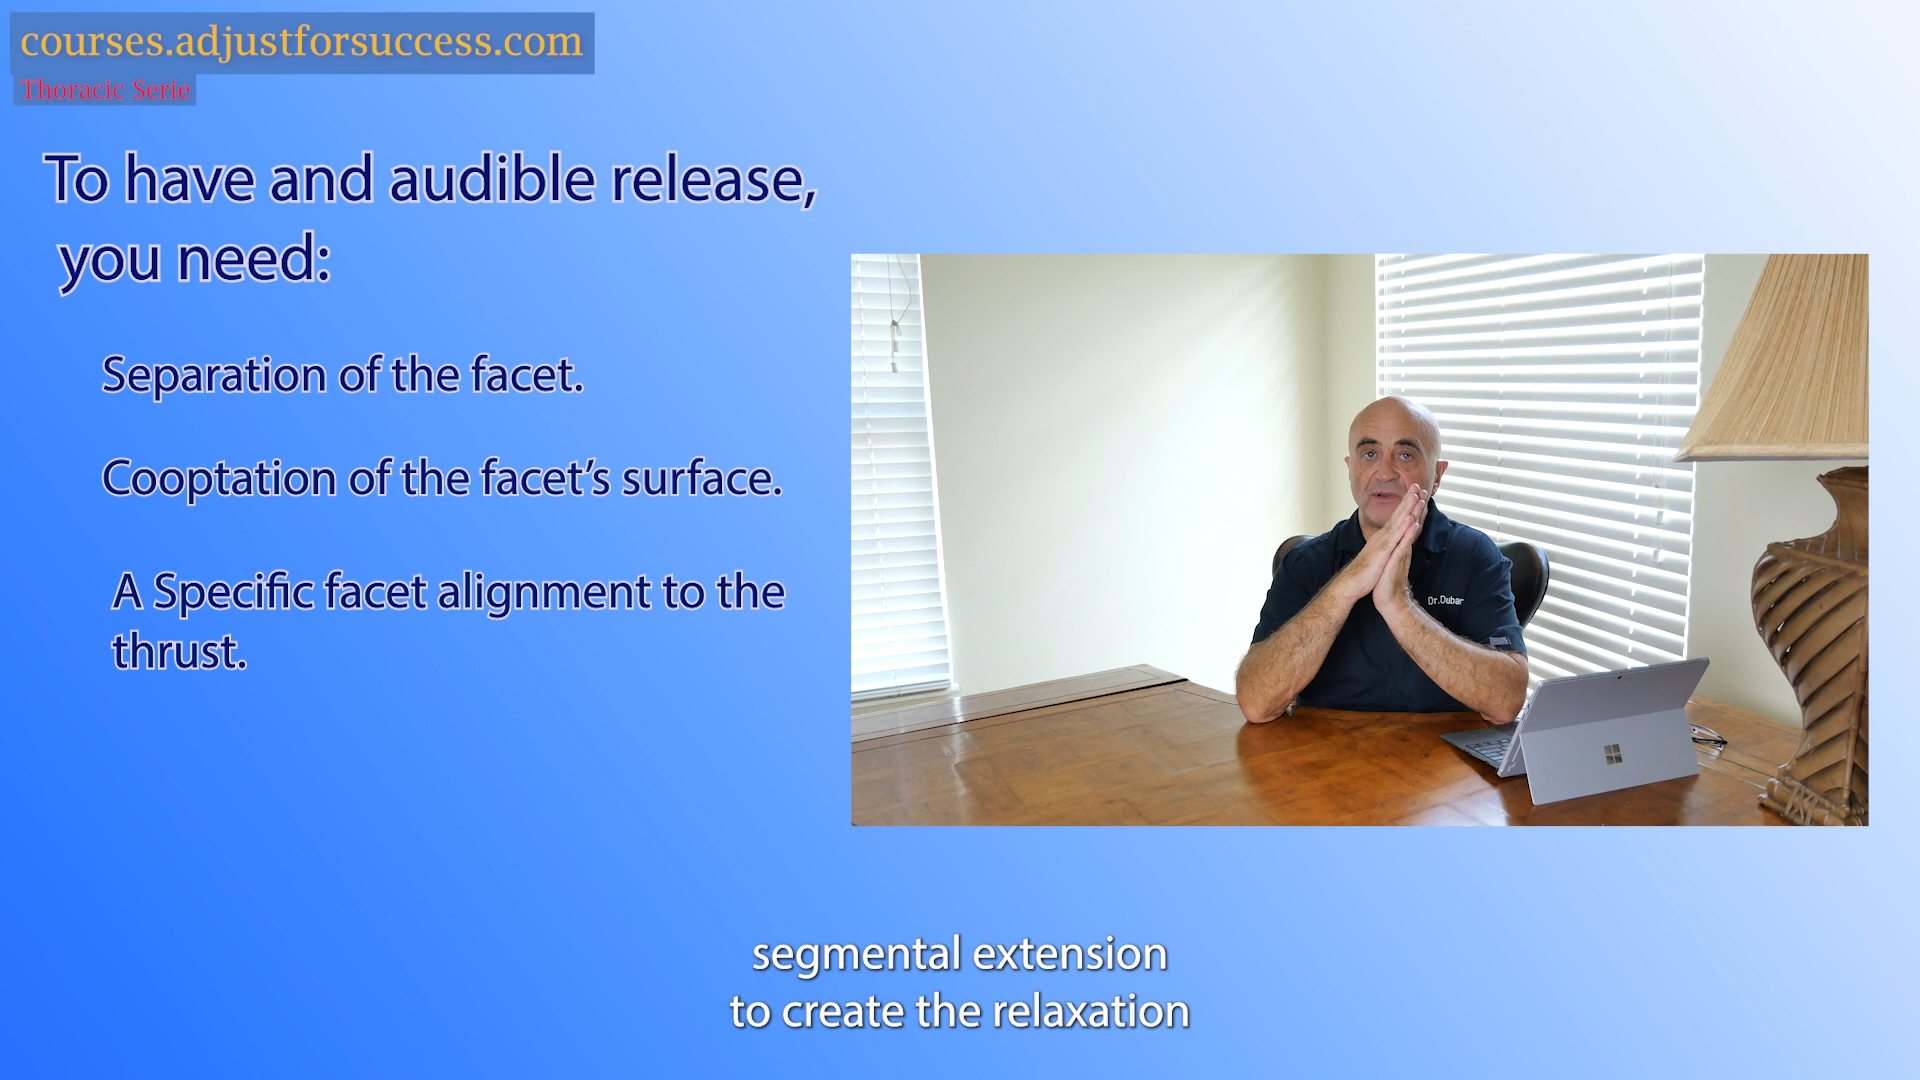 courses.adjustforsuccess.com
Thoracic Serie
To have and audible release,
you need:
Separation of the facet.
Cooptation of the facet's surface.
A Specific facet alignment to the
thrust.
Dr.Dubar
segmental extension
to create the relaxation